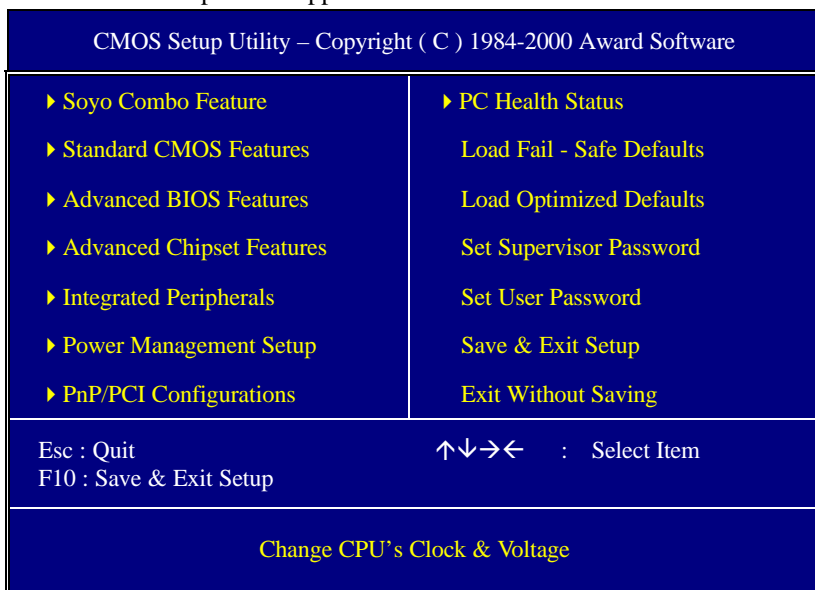 CMOS Setup Utility – Copyright ( C ) 1984-2000 Award Software
Soyo Combo Feature
Standard CMOS Features
Advanced BIOS Features
Advanced Chipset Features
Integrated Peripherals
Power Management Setup
PnP/PCI Configurations
PC Health Status
Load Fail - Safe Defaults
Load Optimized Defaults
Set Supervisor Password
Set User Password
Save & Exit Setup
Exit Without Saving
Esc : Quit
F10 : Save & Exit Setup
↑↓→← : Select Item
Change CPU's Clock & Voltage